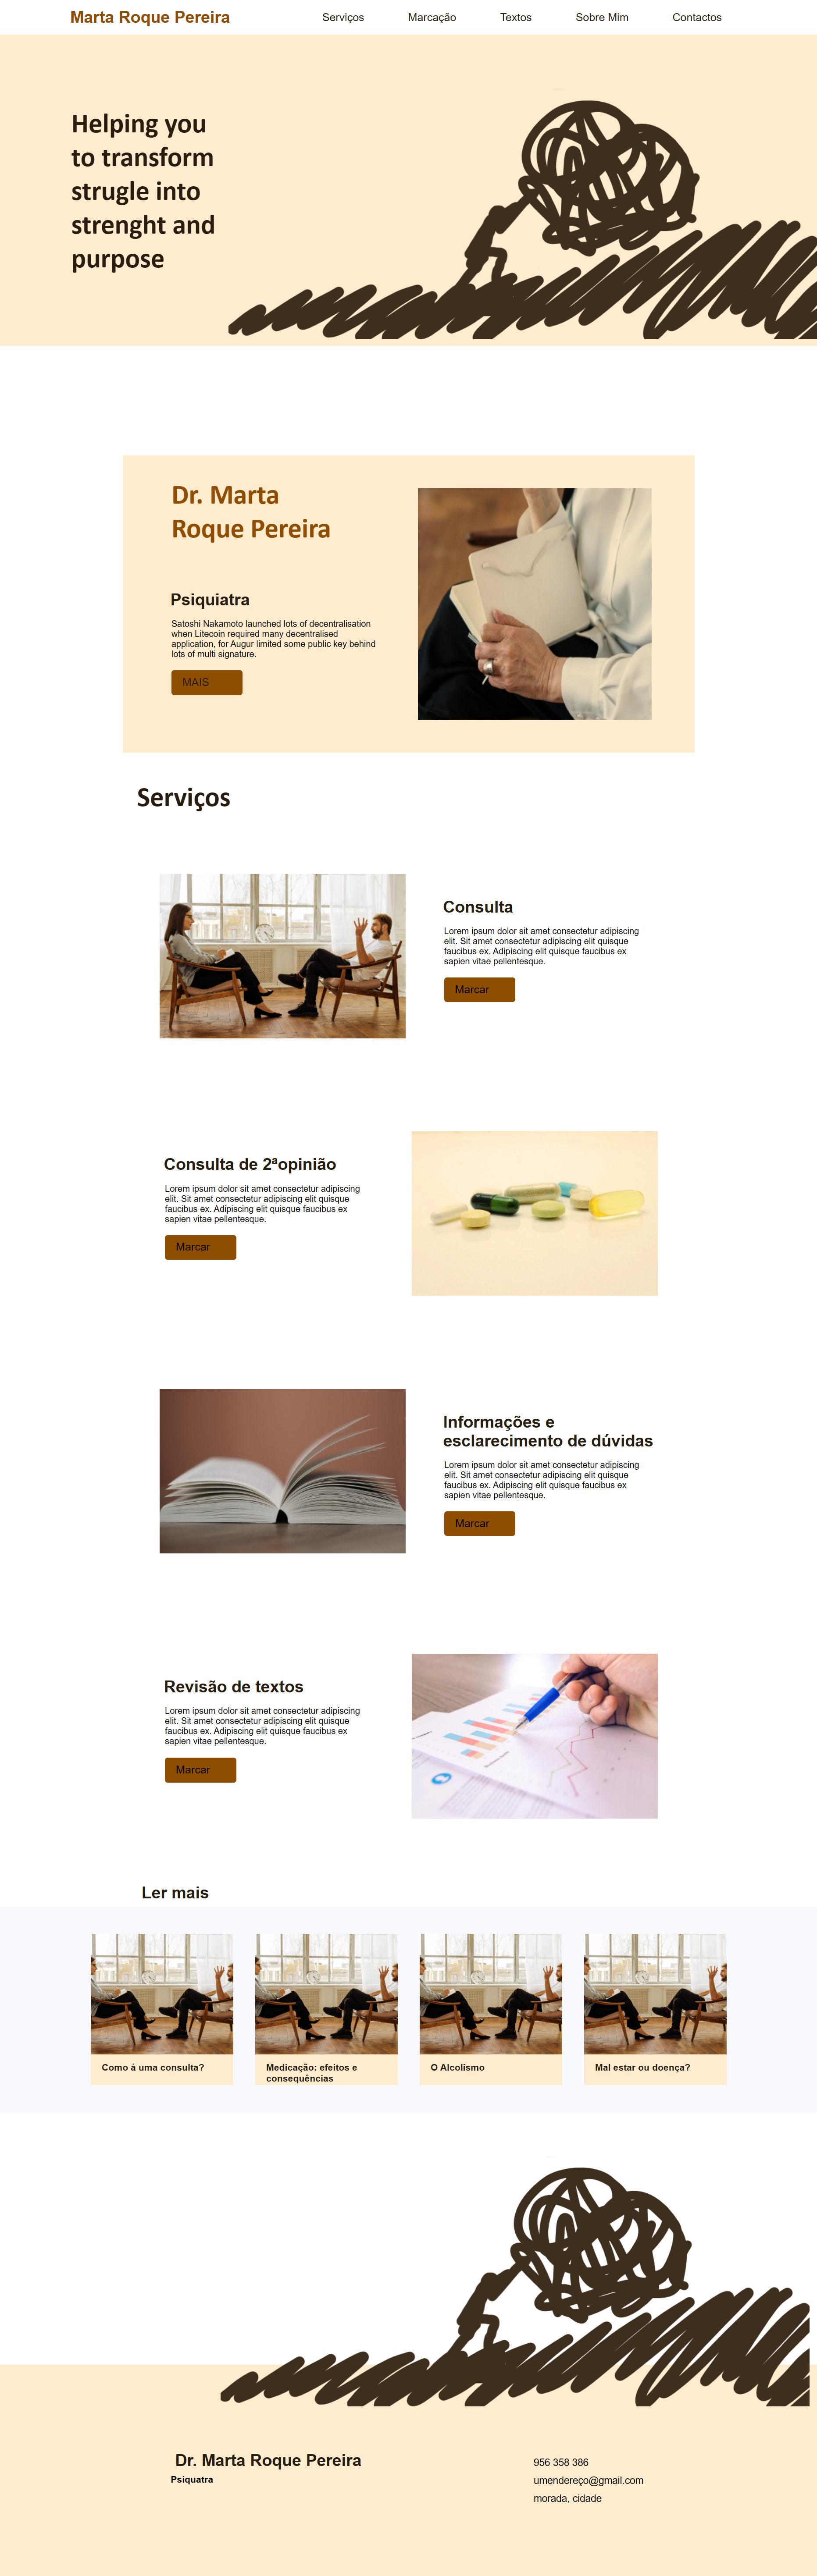 Marta Roque Pereira
Serviços
Marcação
Textos
Sobre Mim
Contactos
Helping you
to transform
strugle into
strenght and
purpose
Dr. Marta
Roque Pereira
Psiquiatra
Satoshi Nakamoto launched lots of decentralisation
when Litecoin required many decentralised
application, for Augur limited some public key behind
lots of multi signature.
MAIS
Serviços
Consulta
Lorem ipsum dolor sit amet consectetur adipiscing
elit. Sit amet consectetur adipiscing elit quisque
faucibus ex. Adipiscing elit quisque faucibus ex
sapien vitae pellentesque.
Marcar
Consulta de 2ªopinião
Lorem ipsum dolor sit amet consectetur adipiscing
elit. Sit amet consectetur adipiscing elit quisque
faucibus ex. Adipiscing elit quisque faucibus ex
sapien vitae pellentesque.
Marcar
Informações e
esclarecimento de dúvidas
Lorem ipsum dolor sit amet consectetur adipiscing
elit. Sit amet consectetur adipiscing elit quisque
faucibus ex. Adipiscing elit quisque faucibus ex
sapien vitae pellentesque.
Marcar
Revisão de textos
Lorem ipsum dolor sit amet consectetur adipiscing
elit. Sit amet consectetur adipiscing elit quisque
faucibus ex. Adipiscing elit quisque faucibus ex
sapien vitae pellentesque.
Marcar
Ler mais
Como á uma consulta?
Medicação: efeitos e
consequências
O Alcolismo
Mal estar ou doença?
Dr. Marta Roque Pereira
Psiquatra
956 358 386
umendereço@gmail.com
morada, cidade